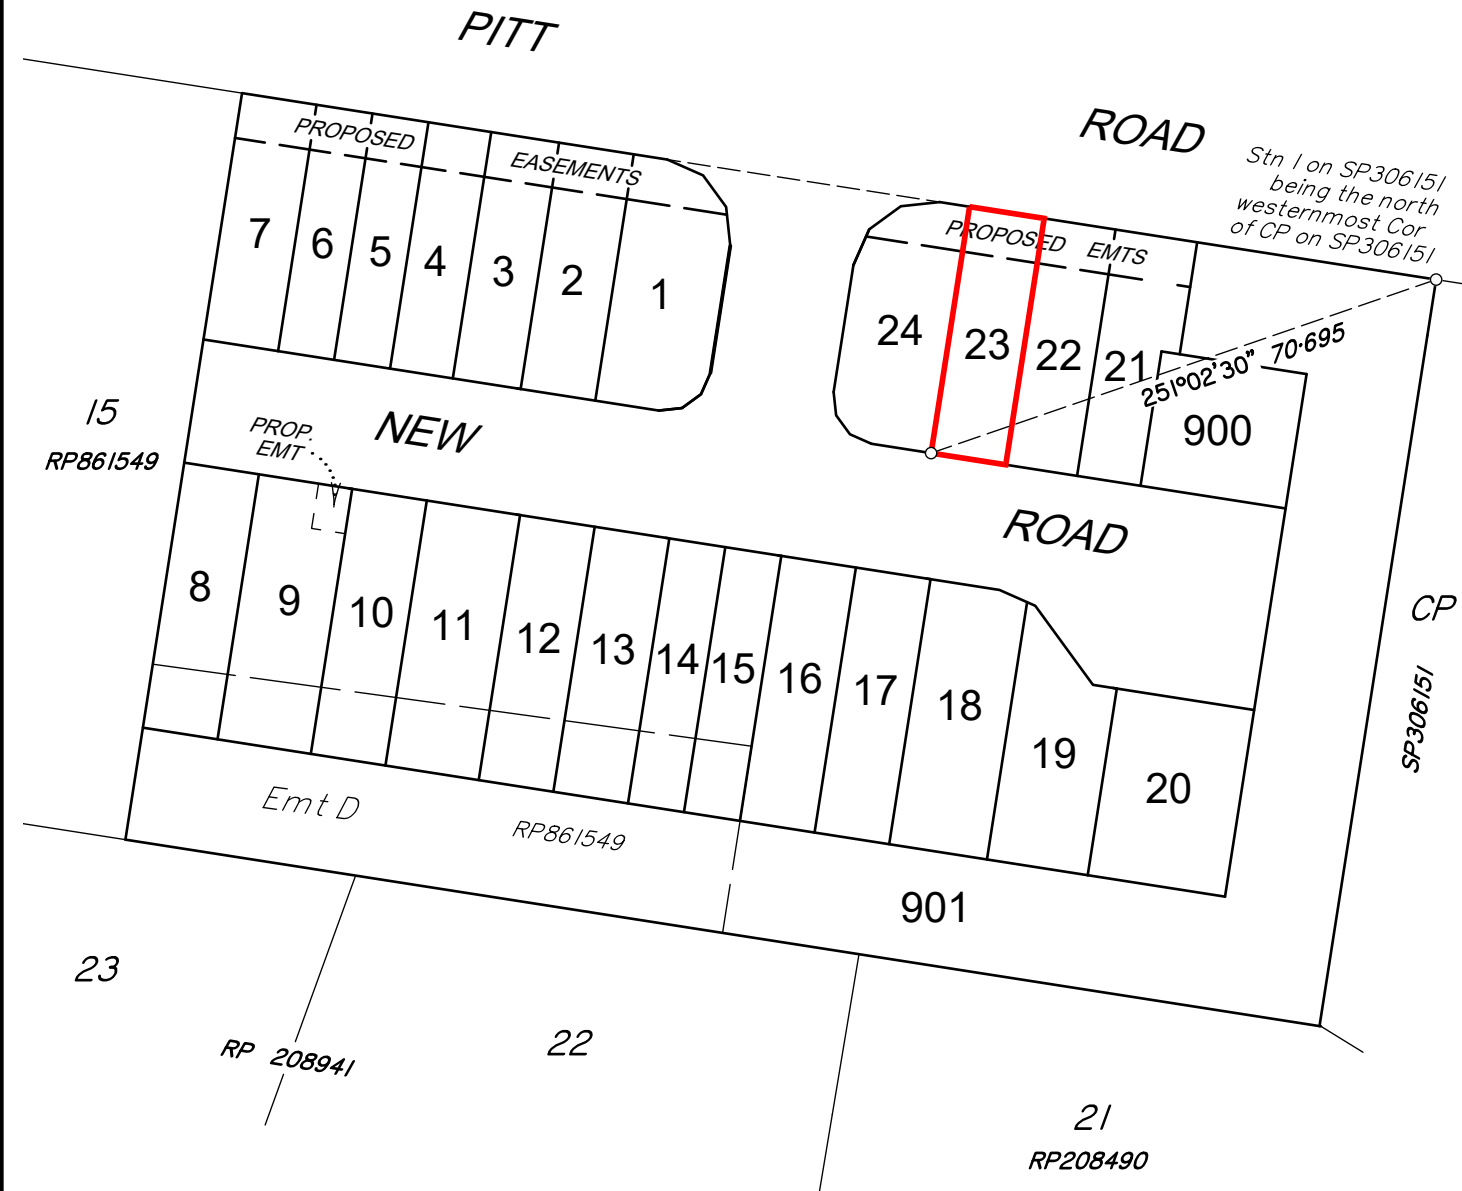 PITT
ROAD
Stn 1 on SP306151
being the north
westernmost Cor
of CP on SP306151
PROPOSED
EASEMENTS
PROPOSED EMTS
7
6
5
4
3
2
1
24
23
22
21
251°02'30" 70·695
900
15
RP861549
PROP.
EMT
NEW
ROAD
8
9
10
11
12
13
14
15
16
17
18
19
20
CP
SP306151
Emt D
RP861549
901
23
RP 208941
22
21
RP208490